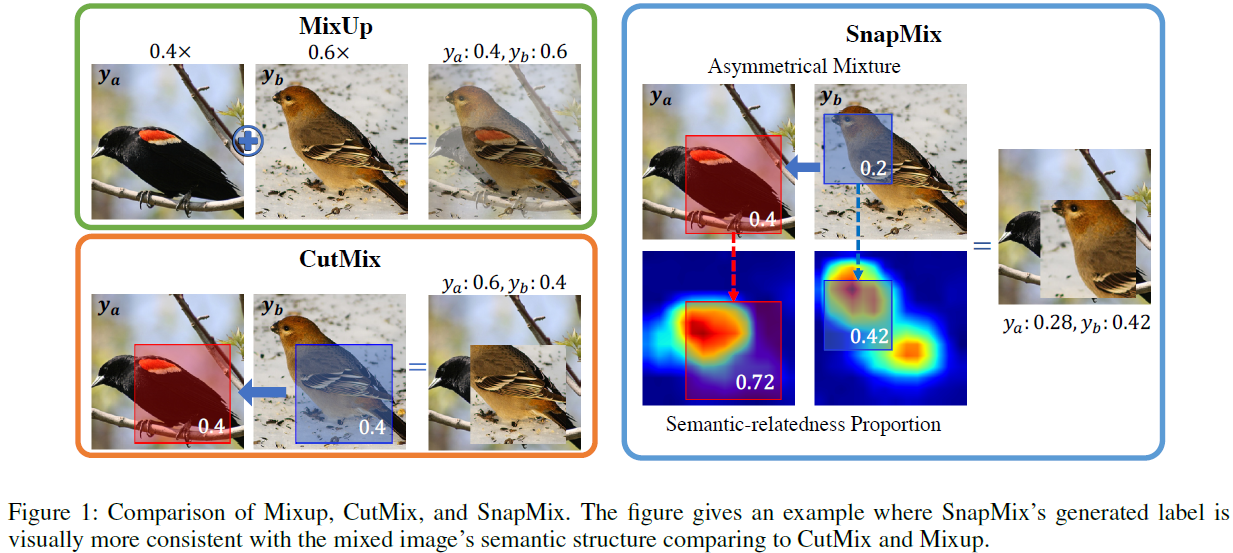 MixUp
0.4× 0.6× y_a: 0.4, y_b: 0.6
y_a y_b
=
CutMix
y_a: 0.6, y_b: 0.4
y_a y_b
=
0.4 0.4
SnapMix
Asymmetrical Mixture
y_a y_b
0.2
0.4
=
0.42
0.72
y_a: 0.28, y_b: 0.42
Semantic-relatedness Proportion
Figure 1: Comparison of Mixup, CutMix, and SnapMix. The figure gives an example where SnapMix's generated label is
visually more consistent with the mixed image's semantic structure comparing to CutMix and Mixup.